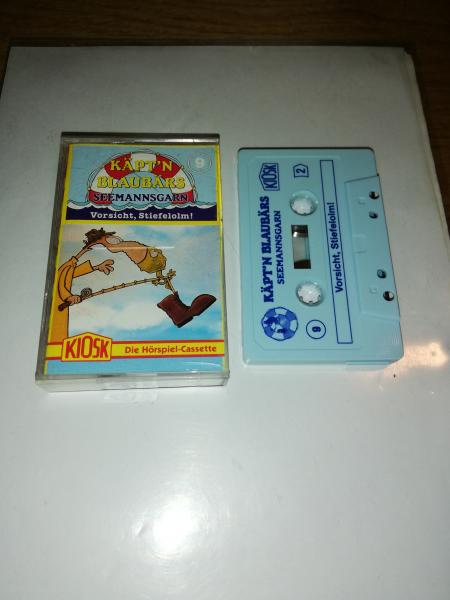 KÄPT'N
BLAUBÄRS
SEEMANNSGARN
9
Vorsicht, Stiefelolm!
KIOSK
Die Hörspiel-Cassette
KIOSK
2
KÄPT'N BLAUBÄRS
SEEMANNSGARN
Vorsicht, Stiefelolm!
9